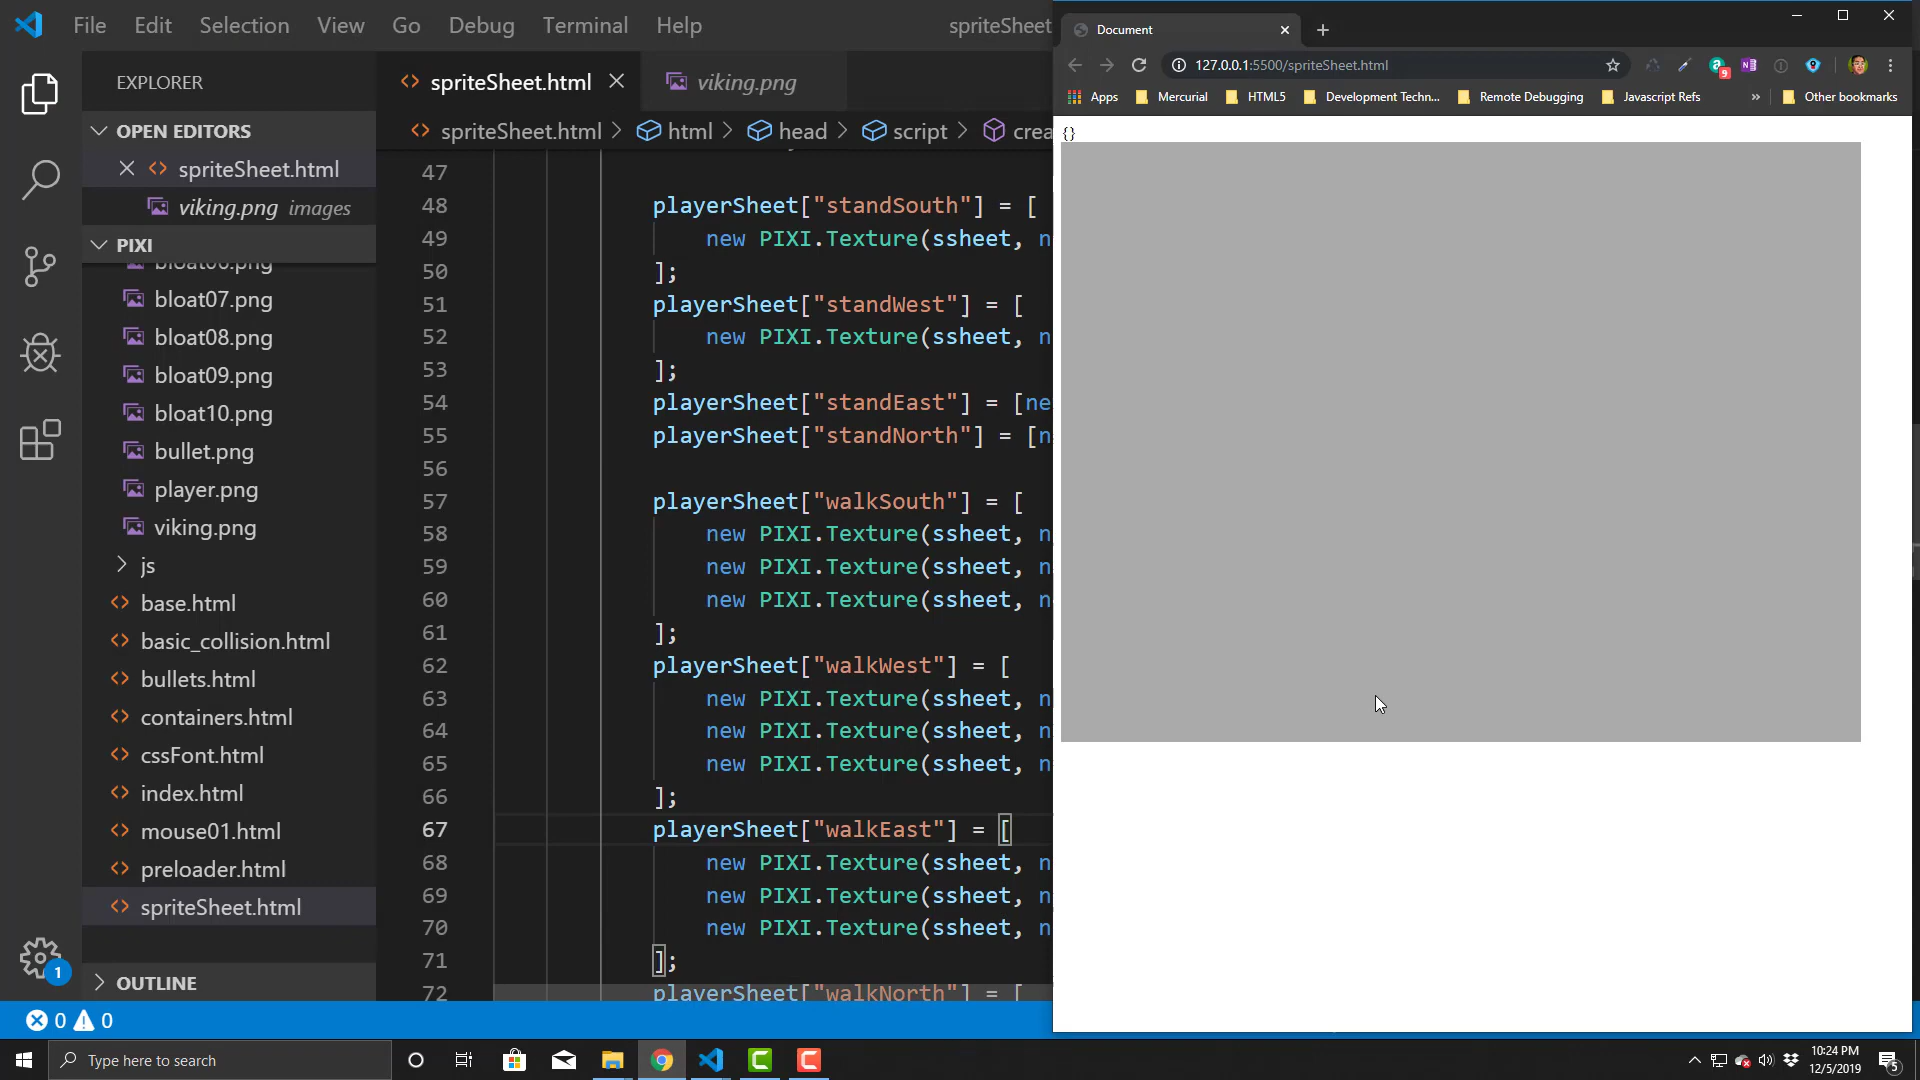 File Edit Selection View Go Debug Terminal Help spriteSheet
EXPLORER
OPEN EDITORS
spriteSheet.html
viking.png images
PIXI
bloat06.png
bloat07.png
bloat08.png
bloat09.png
bloat10.png
bullet.png
player.png
viking.png
js
base.html
basic_collision.html
bullets.html
containers.html
cssFont.html
index.html
mouse01.html
preloader.html
spriteSheet.html
OUTLINE
1
spriteSheet.html viking.png
spriteSheet.html > html > head > script > crea
47
48 playerSheet["standSouth"] = [
49 new PIXI.Texture(ssheet, n
50 ];
51 playerSheet["standWest"] = [
52 new PIXI.Texture(ssheet, n
53 ];
54 playerSheet["standEast"] = [ne
55 playerSheet["standNorth"] = [n
56
57 playerSheet["walkSouth"] = [
58 new PIXI.Texture(ssheet, n
59 new PIXI.Texture(ssheet, n
60 new PIXI.Texture(ssheet, n
61 ];
62 playerSheet["walkWest"] = [
63 new PIXI.Texture(ssheet, n
64 new PIXI.Texture(ssheet, n
65 new PIXI.Texture(ssheet, n
66 ];
67 playerSheet["walkEast"] = [
68 new PIXI.Texture(ssheet, n
69 new PIXI.Texture(ssheet, n
70 new PIXI.Texture(ssheet, n
71 ];
72 playerSheet["walkNorth"] = [
0 0
Document
127.0.0.1:5500/spriteSheet.html
9
Apps Mercurial HTML5 Development Techn... Remote Debugging Javascript Refs » Other bookmarks
{}
Type here to search
10:24 PM
12/5/2019
5